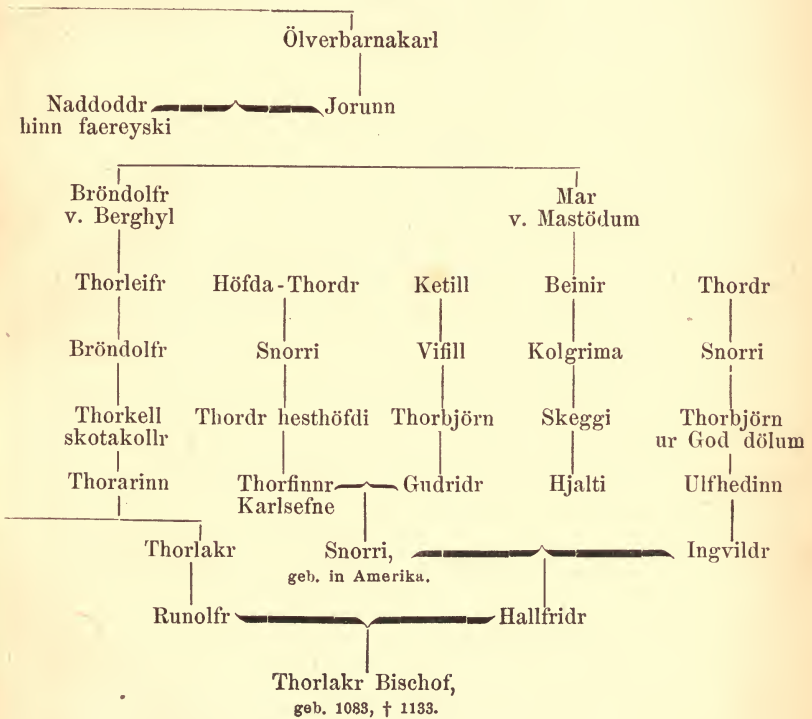 Ölverbarnakarl
Naddoddr Jorunn
hinn faereyski
Bröndolfr Mar
v. Berghyl v. Mastödum
Thorleifr Höfda-Thordr Ketill Beinir Thordr
Bröndolfr Snorri Vifill Kolgrima Snorri
Thorkell Thordr hesthöfdi Thorbjörn Skeggi Thorbjörn
skotakollr ur God dölum
Thorarinn Thorfinnr Gudridr Hjalti Ulfhedinn
Karlsefne
Thorlakr Snorri, Ingvildr
geb. in Amerika.
Runolfr Hallfridr
Thorlakr Bischof,
geb. 1083, † 1133.